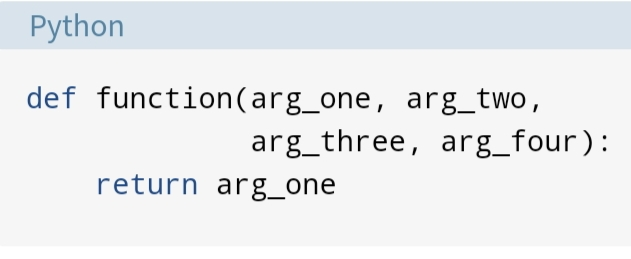 Python
def function(arg_one, arg_two,
             arg_three, arg_four):
    return arg_one